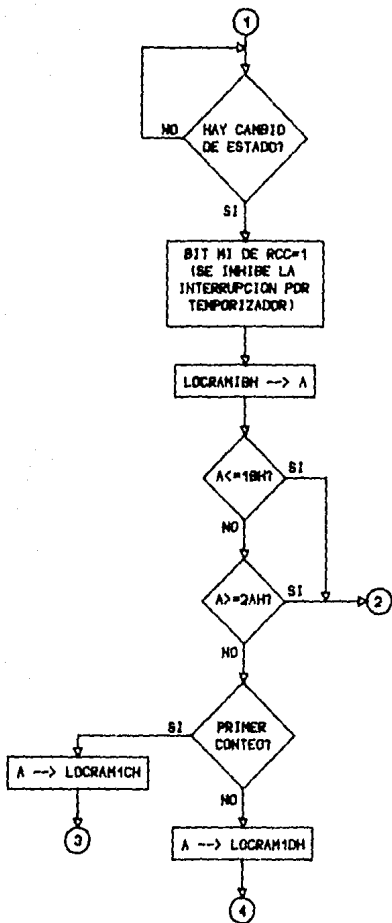 1
HAY CAMBIO
DE ESTADO?
NO
SI
BIT MI DE RCC=1
(SE INHIBE LA
INTERRUPCION POR
TEMPORIZADOR)
LOCRAM1BH --> A
A<=18H?
SI
NO
A>=2AH?
SI
2
NO
PRIMER
CONTEO?
SI
A --> LOCRAM1CH
3
NO
A --> LOCRAM1DH
4